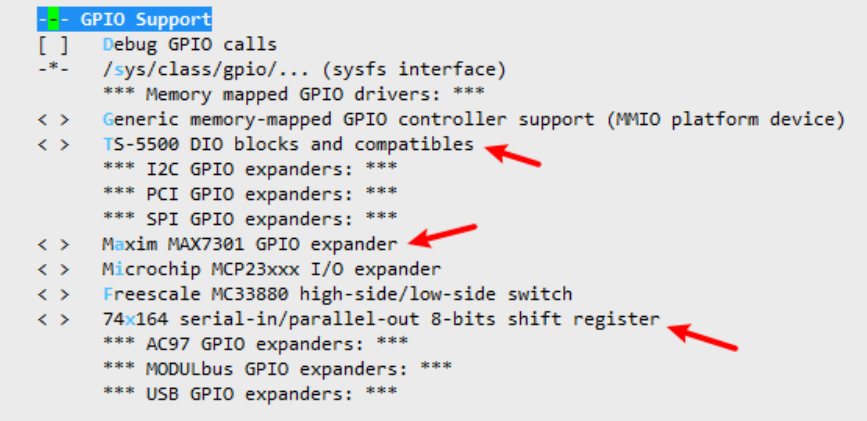 --- GPIO Support
[ ] Debug GPIO calls
-*- /sys/class/gpio/... (sysfs interface)
*** Memory mapped GPIO drivers: ***
< > Generic memory-mapped GPIO controller support (MMIO platform device)
< > TS-5500 DIO blocks and compatibles
*** I2C GPIO expanders: ***
*** PCI GPIO expanders: ***
*** SPI GPIO expanders: ***
< > Maxim MAX7301 GPIO expander
< > Microchip MCP23xxx I/O expander
< > Freescale MC33880 high-side/low-side switch
< > 74x164 serial-in/parallel-out 8-bits shift register
*** AC97 GPIO expanders: ***
*** MODULbus GPIO expanders: ***
*** USB GPIO expanders: ***